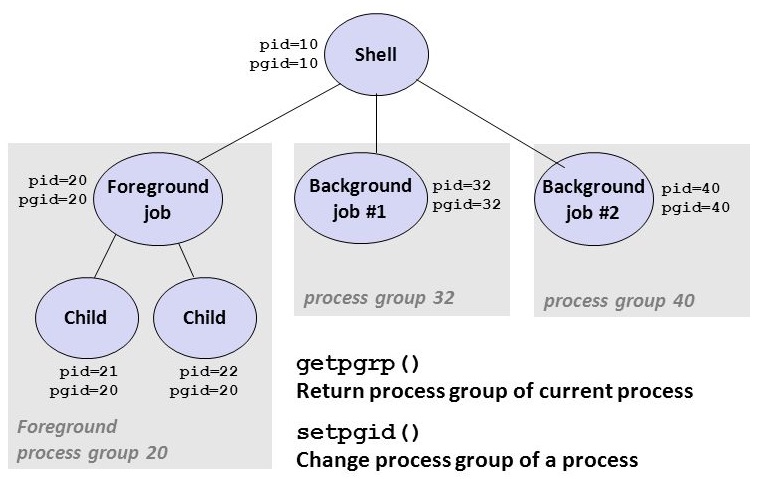 pid=10
pgid=10
Shell
pid=20
pgid=20
Foreground
job
Background
job #1
pid=32
pgid=32
Background
job #2
pid=40
pgid=40
Child
Child
process group 32
process group 40
pid=21
pgid=20
pid=22
pgid=20
Foreground
process group 20
getpgrp()
Return process group of current process
setpgid()
Change process group of a process